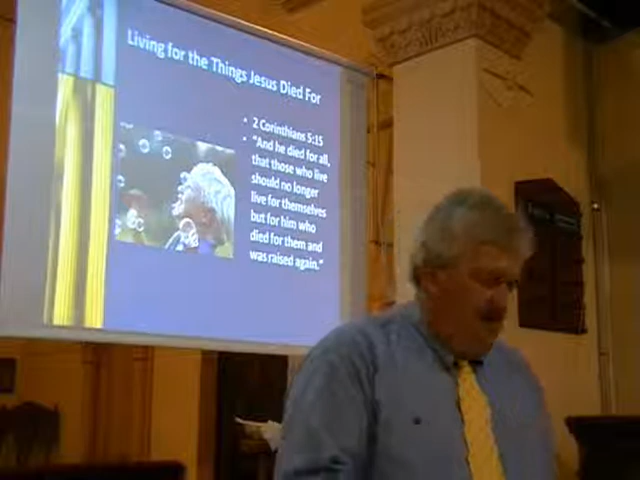 Living for the Things Jesus Died For
• 2 Corinthians 5:15
• "And he died for all,
that those who live
should no longer
live for themselves
but for him who
died for them and
was raised again."